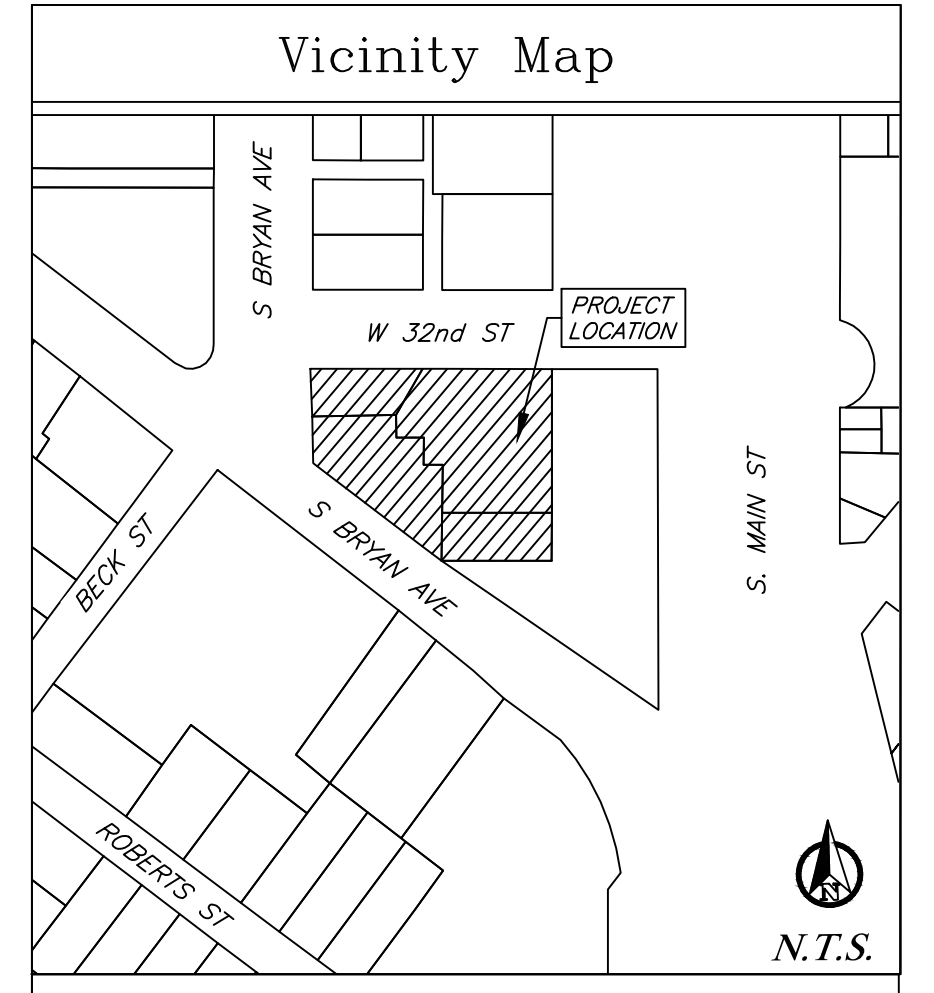 Vicinity Map
S BRYAN AVE
W 32nd ST
PROJECT
LOCATION
S. MAIN ST
S BRYAN AVE
BECK ST
ROBERTS ST
N
N.T.S.